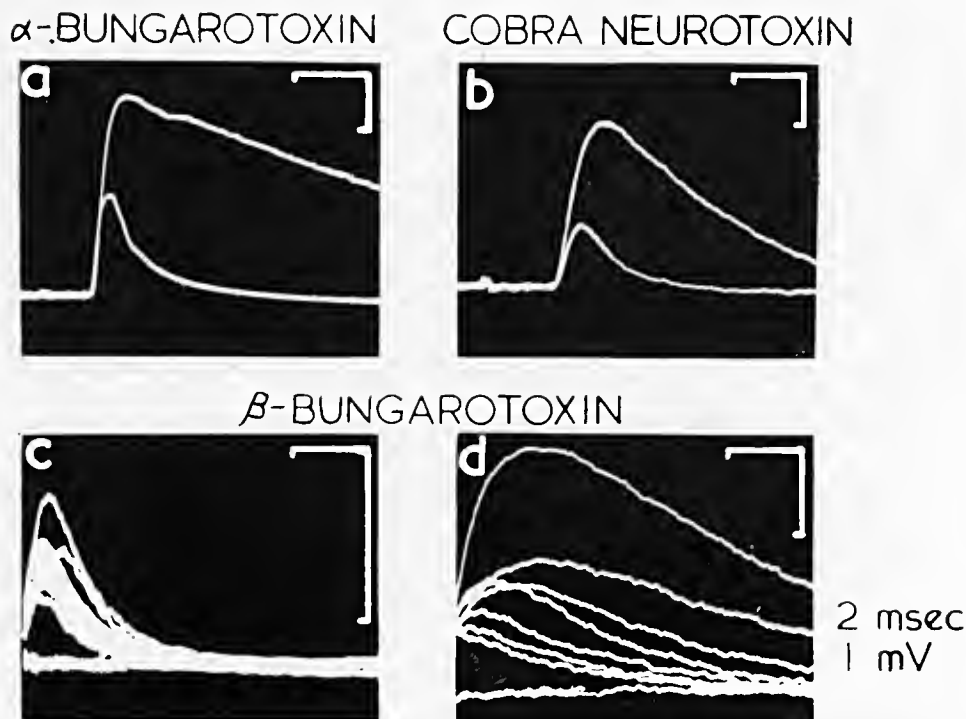 α-BUNGAROTOXIN
COBRA NEUROTOXIN
a
b
β-BUNGAROTOXIN
c
d
2 msec
1 mV